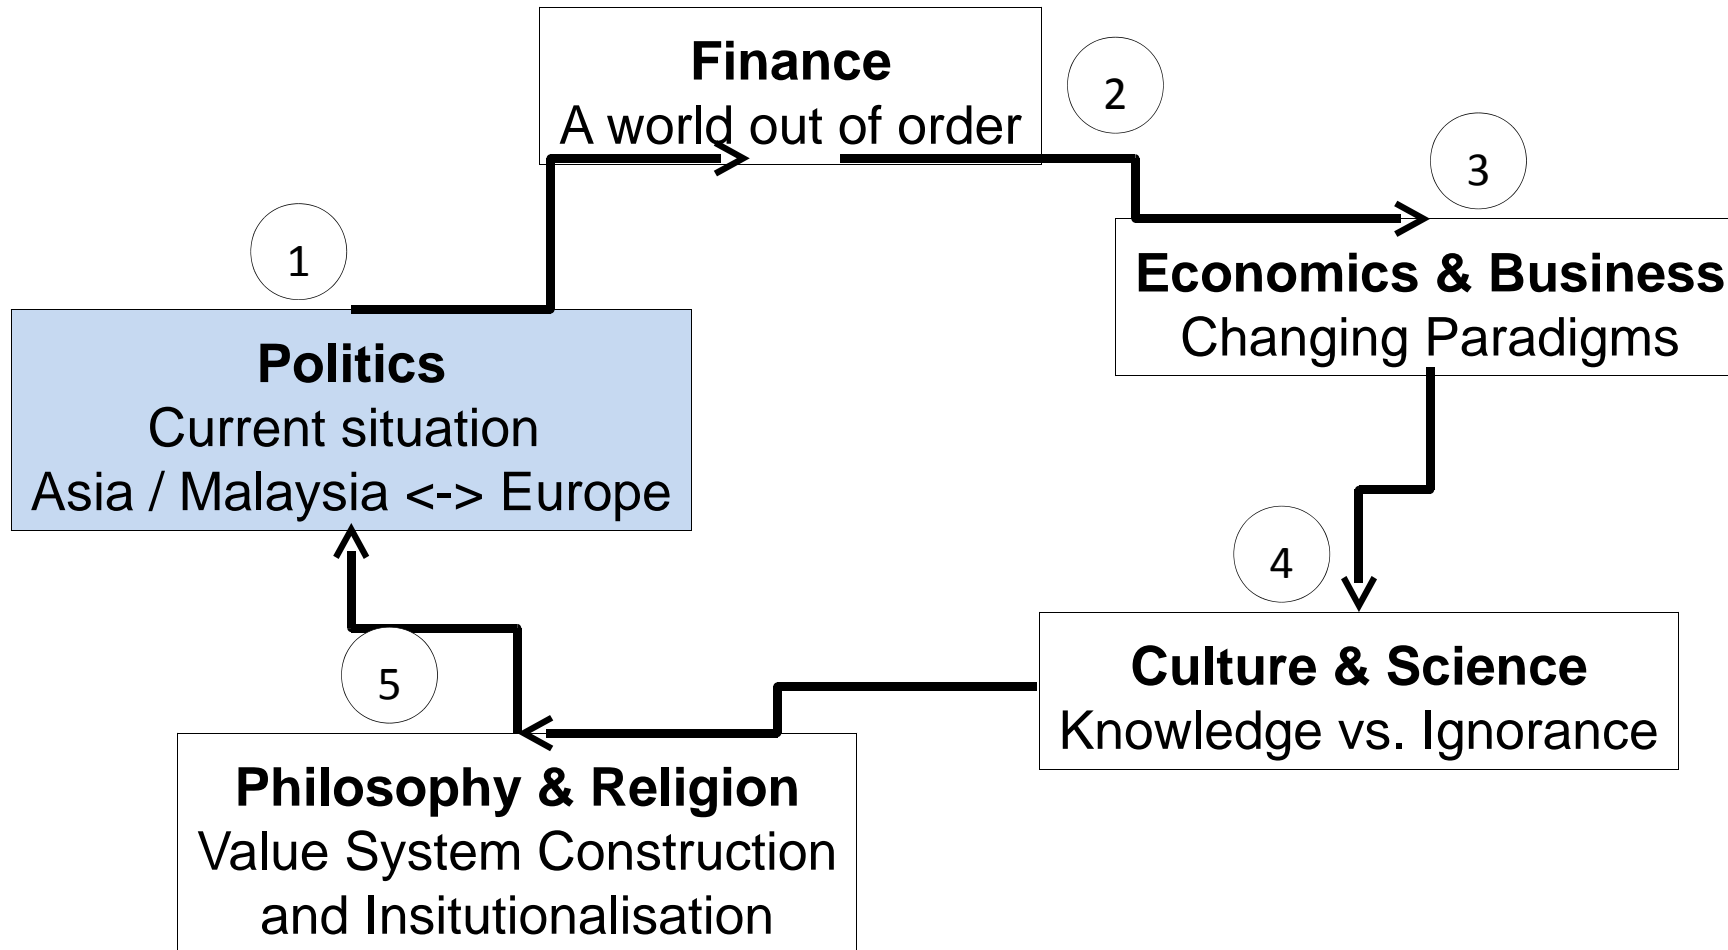 Finance
A world out of order
2
3
1
Economics & Business
Changing Paradigms
Politics
Current situation
Asia / Malaysia <-> Europe
4
Culture & Science
Knowledge vs. Ignorance
5
Philosophy & Religion
Value System Construction
and Insitutionalisation